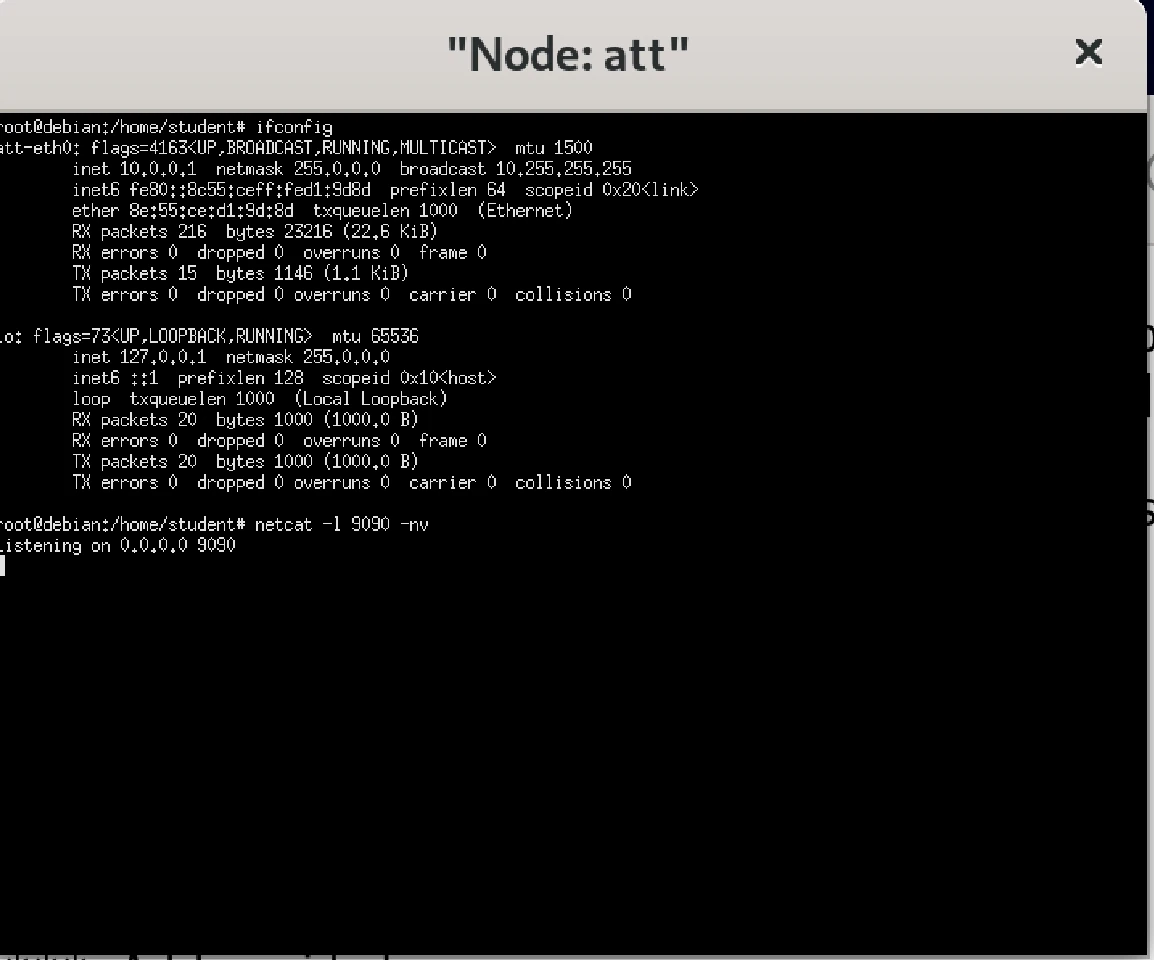 "Node: att"
root@debian:/home/student# ifconfig
att-eth0: flags=4163<UP,BROADCAST,RUNNING,MULTICAST>  mtu 1500
        inet 10.0.0.1  netmask 255.0.0.0  broadcast 10.255.255.255
        inet6 fe80::8c55:ceff:fed1:9d8d  prefixlen 64  scopeid 0x20<link>
        ether 8e:55:ce:d1:9d:8d  txqueuelen 1000  (Ethernet)
        RX packets 216  bytes 23216 (22.6 KiB)
        RX errors 0  dropped 0  overruns 0  frame 0
        TX packets 15  bytes 1146 (1.1 KiB)
        TX errors 0  dropped 0 overruns 0  carrier 0  collisions 0
lo: flags=73<UP,LOOPBACK,RUNNING>  mtu 65536
        inet 127.0.0.1  netmask 255.0.0.0
        inet6 ::1  prefixlen 128  scopeid 0x10<host>
        loop  txqueuelen 1000  (Local Loopback)
        RX packets 20  bytes 1000 (1000.0 B)
        RX errors 0  dropped 0  overruns 0  frame 0
        TX packets 20  bytes 1000 (1000.0 B)
        TX errors 0  dropped 0 overruns 0  carrier 0  collisions 0
root@debian:/home/student# netcat -l 9090 -nv
Listening on 0.0.0.0 9090